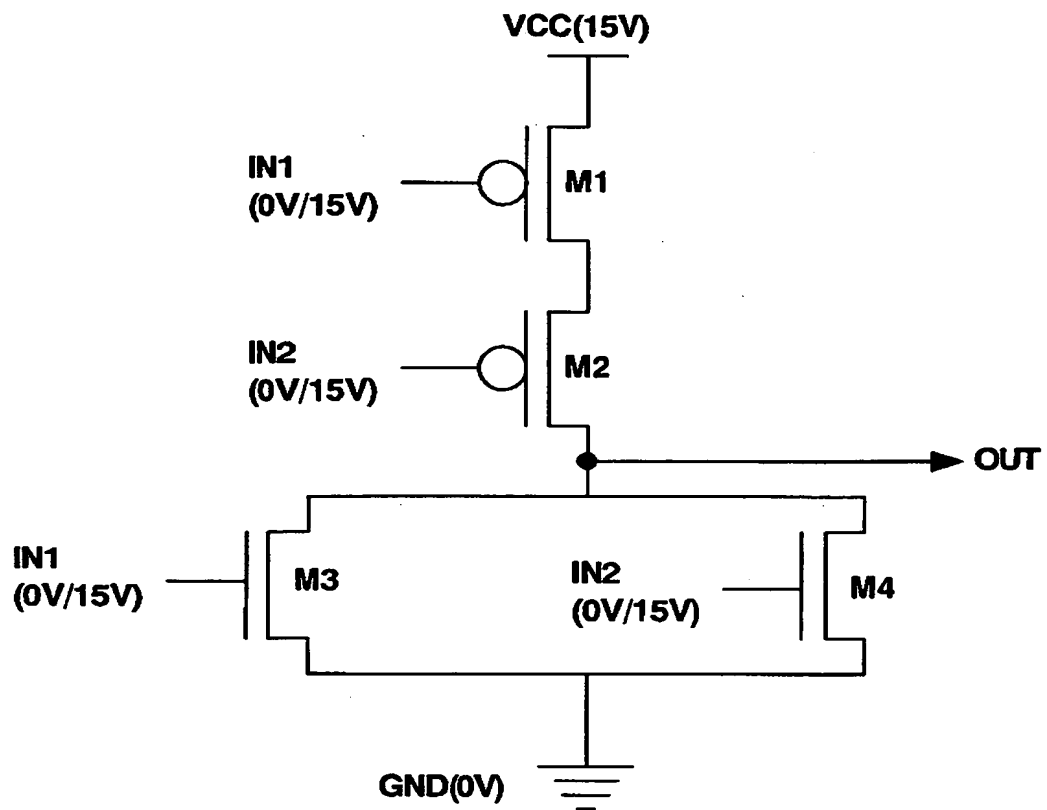 VCC(15V)
IN1
(0V/15V)
M1
IN2
(0V/15V)
M2
OUT
IN1
(0V/15V)
M3
IN2
(0V/15V)
M4
GND(0V)